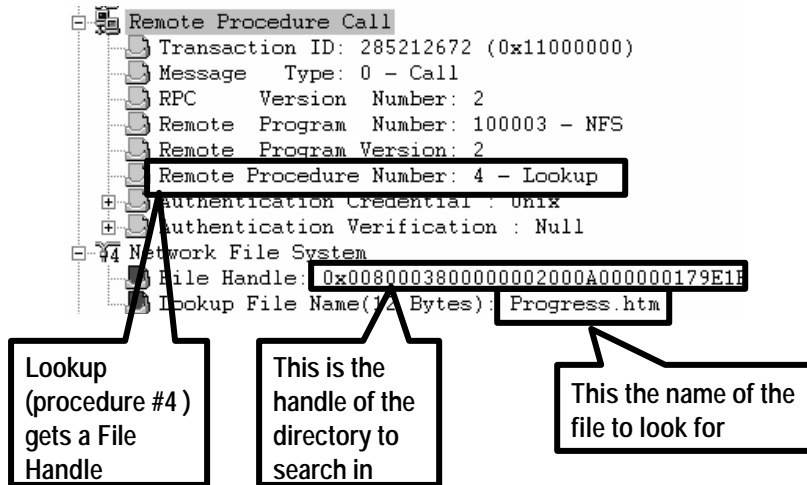 Remote Procedure Call
Transaction ID: 285212672 (0x11000000)
Message Type: 0 - Call
RPC Version Number: 2
Remote Program Number: 100003 - NFS
Remote Program Version: 2
Remote Procedure Number: 4 - Lookup
Authentication Credential : Unix
Authentication Verification : Null
Network File System
File Handle: 0x0080003800000002000A000000179E1
Lookup File Name(12 Bytes): Progress.htm
Lookup
(procedure #4 )
gets a File
Handle
This is the
handle of the
directory to
search in
This the name of the
file to look for